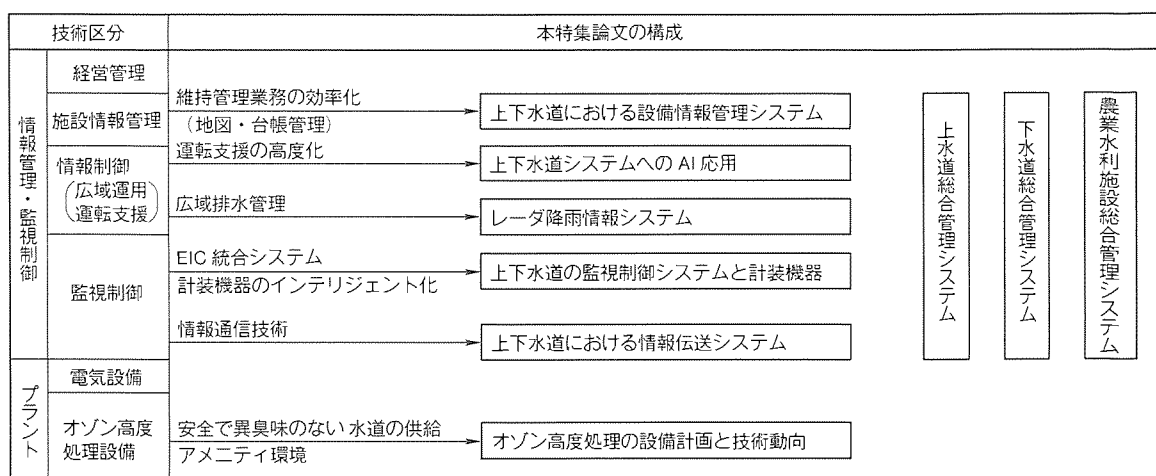 技術区分
本特集論文の構成
情報管理・監視制御
経営管理
施設情報管理
維持管理業務の効率化
（地図・台帳管理）
上下水道における設備情報管理システム
情報制御
（広域運用
運転支援）
運転支援の高度化
上下水道システムへの AI 応用
広域排水管理
レーダ降雨情報システム
監視制御
EIC 統合システム
計装機器のインテリジェント化
上下水道の監視制御システムと計装機器
情報通信技術
上下水道における情報伝送システム
上水道総合管理システム
下水道総合管理システム
農業水利施設総合管理システム
プラント
電気設備
オゾン高度
処理設備
安全で異臭味のない 水道の供給
アメニティ環境
オゾン高度処理の設備計画と技術動向